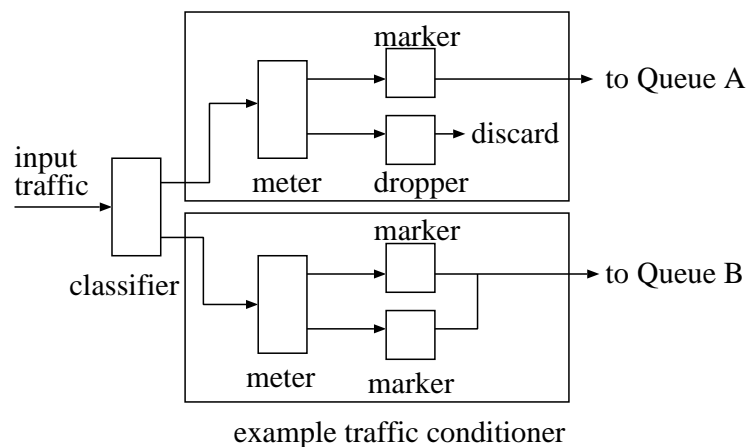 marker
to Queue A
discard
input
traffic
meter
dropper
marker
classifier
to Queue B
meter
marker
example traffic conditioner